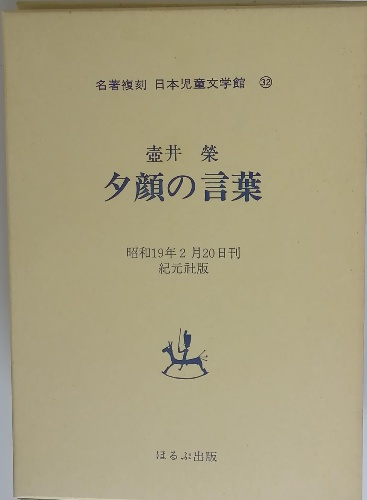 名著複刻 日本児童文学館 ㉜
壺井 榮
夕顔の言葉
昭和19年2月20日刊
紀元社版
ほるぷ出版